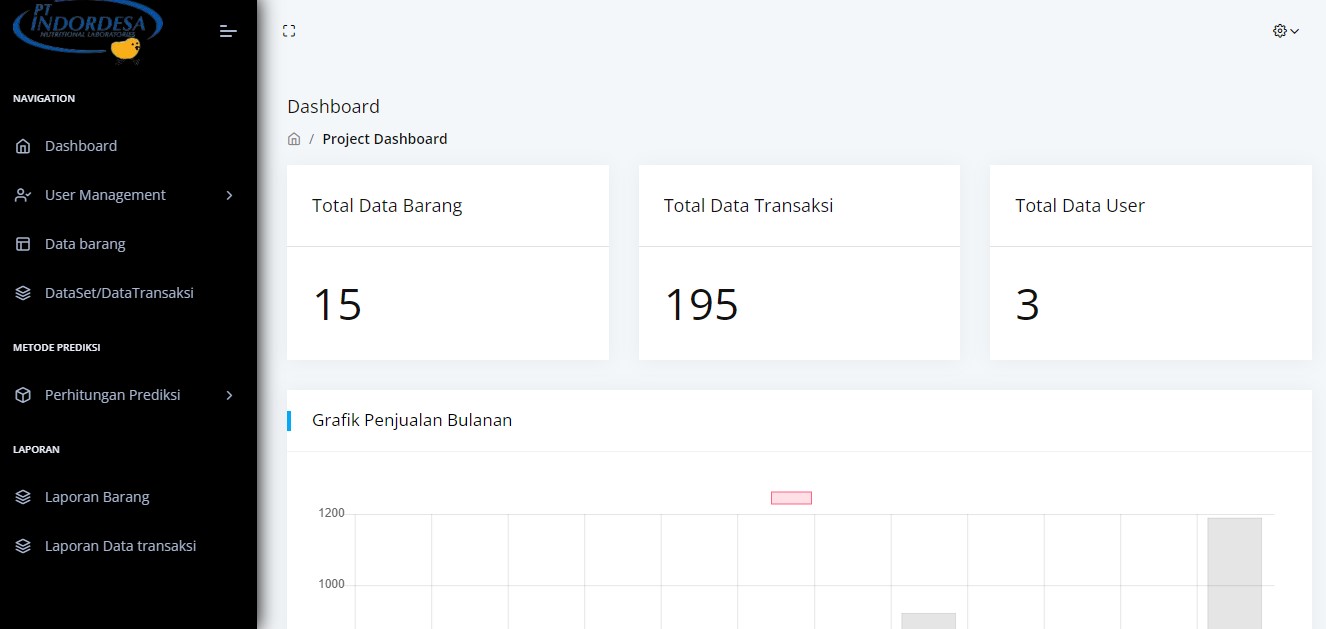 PT
INDORDESA
NUTRITIONAL LABORATORIES
NAVIGATION
Dashboard
User Management
Data barang
DataSet/DataTransaksi
METODE PREDIKSI
Perhitungan Prediksi
LAPORAN
Laporan Barang
Laporan Data transaksi
Dashboard
/ Project Dashboard
Total Data Barang
15
Total Data Transaksi
195
Total Data User
3
Grafik Penjualan Bulanan
1200
1000